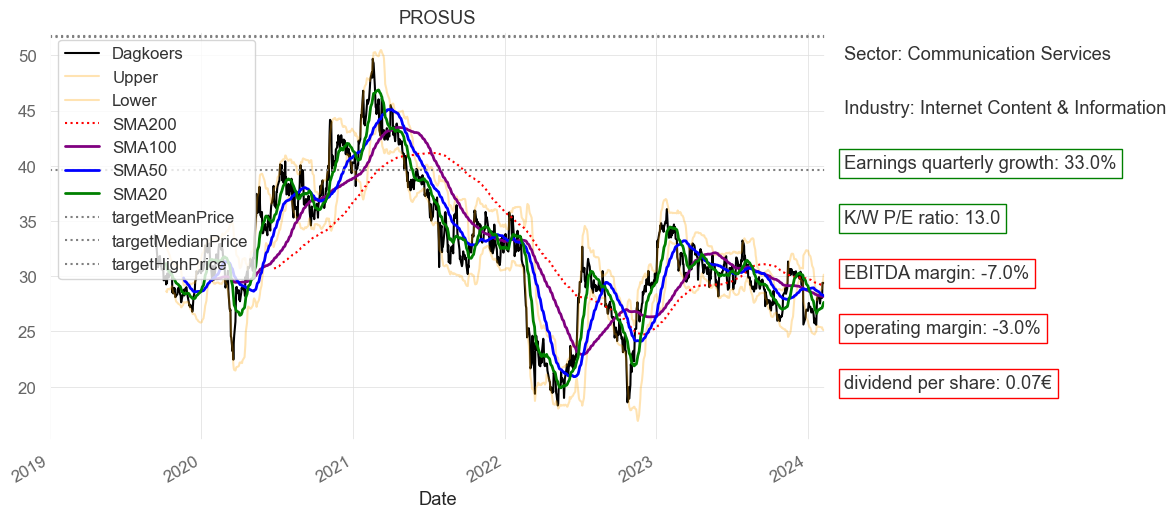 PROSUS
Dagkoers
Upper
Lower
SMA200
SMA100
SMA50
SMA20
targetMeanPrice
targetMedianPrice
targetHighPrice
50
45
40
35
30
25
20
2019
2020
2021
2022
2023
2024
Date
Sector: Communication Services
Industry: Internet Content & Information
Earnings quarterly growth: 33.0%
K/W P/E ratio: 13.0
EBITDA margin: -7.0%
operating margin: -3.0%
dividend per share: 0.07€